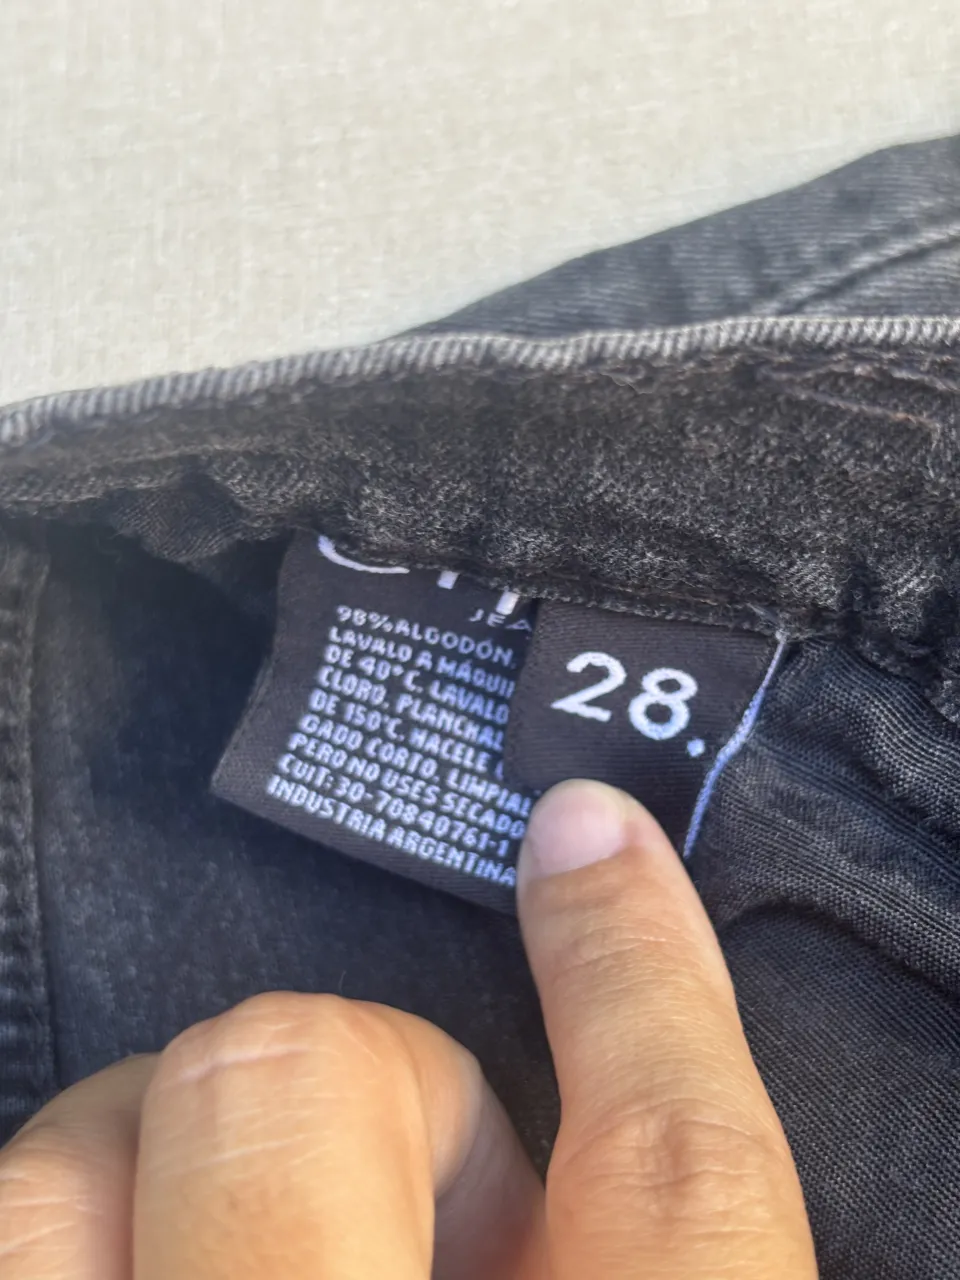 JEA
98% ALGODÓN,
LAVALO A MÁQUI
DE 40°C. LAVALO
CLORO. PLANCHAL
DE 150°C. HACELE
GADO CORTO. LIMPIAL
PERO NO USES SECADO
CUIT: 30-70840761-1
INDUSTRIA ARGENTINA
28.